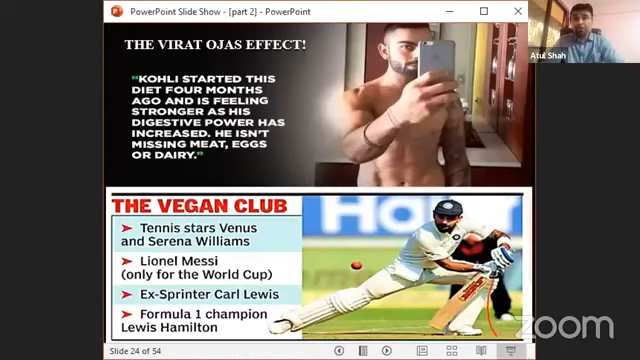 PowerPoint Slide Show - [part 2] - PowerPoint
Atul Shah
THE VIRAT OJAS EFFECT!
"KOHLI STARTED THIS
DIET FOUR MONTHS
AGO AND IS FEELING
STRONGER AS HIS
DIGESTIVE POWER HAS
INCREASED. HE ISN'T
MISSING MEAT, EGGS
OR DAIRY."
THE VEGAN CLUB
➤ Tennis stars Venus
and Serena Williams
➤ Lionel Messi
(only for the World Cup)
➤ Ex-Sprinter Carl Lewis
➤ Formula 1 champion
Lewis Hamilton
zoom
Slide 24 of 54